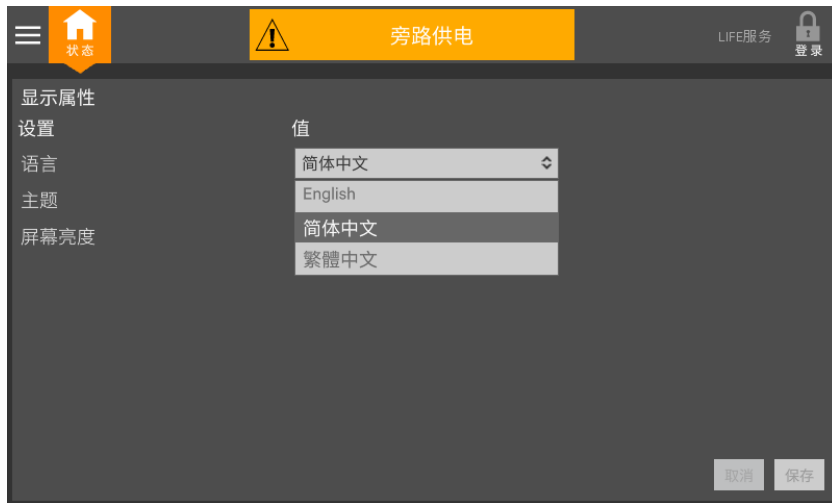 状态
旁路供电
LIFE服务
登录
显示属性
设置 值
语言 简体中文
主题 English
简体中文
屏幕亮度
繁體中文
取消 保存